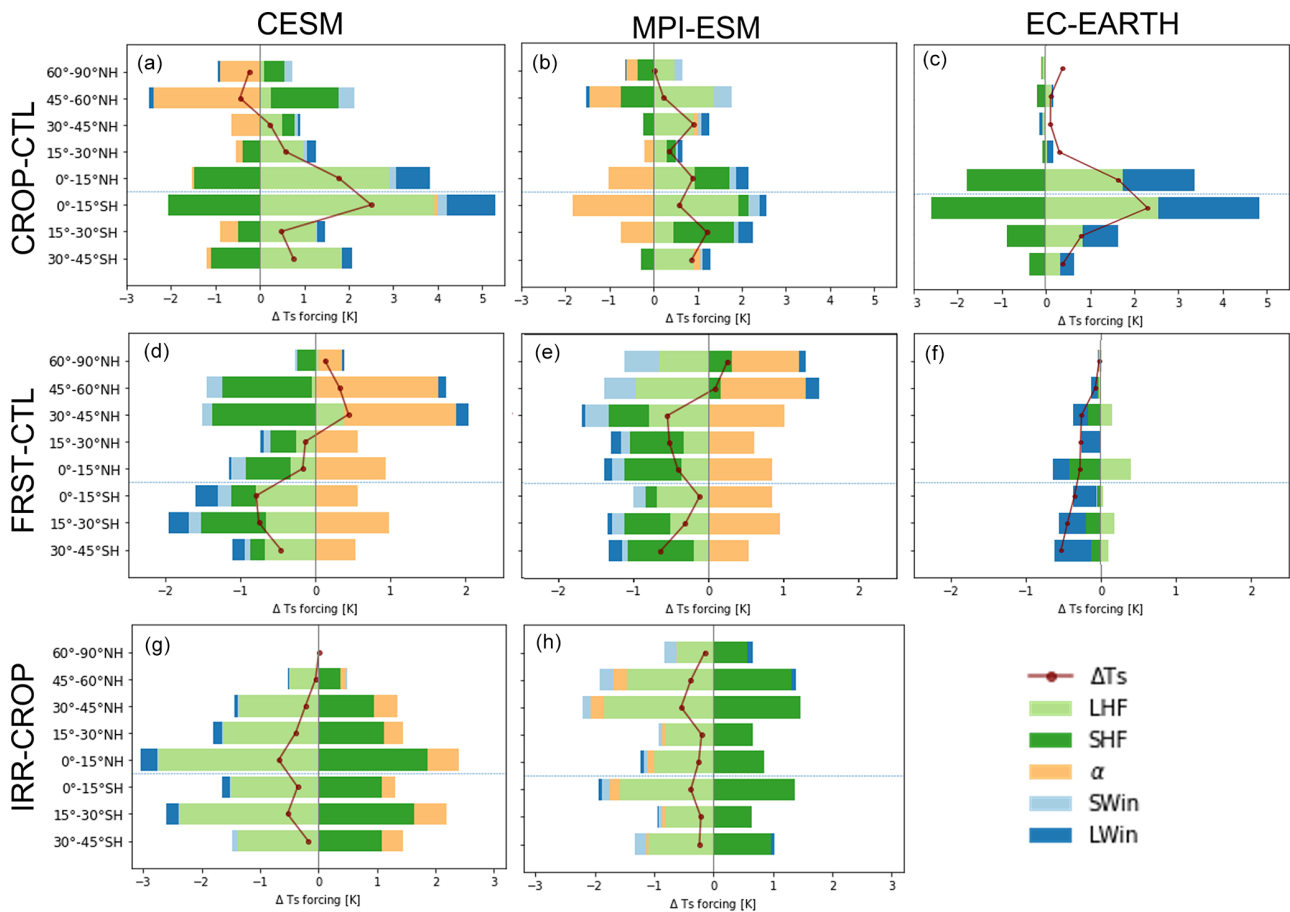 CESM
MPI-ESM
EC-EARTH
CROP-CTL
(a)
60°-90°NH
45°-60°NH
30°-45°NH
15°-30°NH
0°-15°NH
0°-15°SH
15°-30°SH
30°-45°SH
−3 −2 −1 0 1 2 3 4 5
Δ Ts forcing [K]
(b)
−3 −2 −1 0 1 2 3 4 5
Δ Ts forcing [K]
(c)
−3 −2 −1 0 1 2 3 4 5
Δ Ts forcing [K]
FRST-CTL
(d)
60°-90°NH
45°-60°NH
30°-45°NH
15°-30°NH
0°-15°NH
0°-15°SH
15°-30°SH
30°-45°SH
−2 −1 0 1 2
Δ Ts forcing [K]
(e)
−2 −1 0 1 2
Δ Ts forcing [K]
(f)
−2 −1 0 1 2
Δ Ts forcing [K]
IRR-CROP
(g)
60°-90°NH
45°-60°NH
30°-45°NH
15°-30°NH
0°-15°NH
0°-15°SH
15°-30°SH
30°-45°SH
−3 −2 −1 0 1 2 3
Δ Ts forcing [K]
(h)
−3 −2 −1 0 1 2 3
Δ Ts forcing [K]
ΔTs
LHF
SHF
α
SWin
LWin